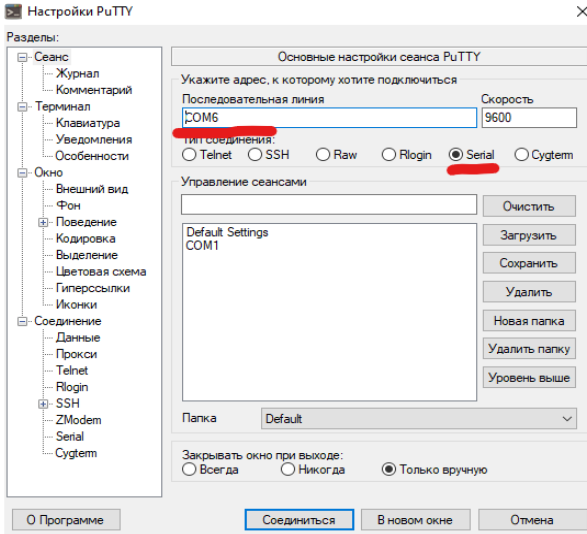 Настройки PuTTY
Разделы:
Сеанс
Журнал
Комментарий
Терминал
Клавиатура
Уведомления
Особенности
Окно
Внешний вид
Фон
Поведение
Кодировка
Выделение
Цветовая схема
Гиперссылки
Иконки
Соединение
Данные
Прокси
Telnet
Rlogin
SSH
ZModem
Serial
Cygterm
Основные настройки сеанса PuTTY
Укажите адрес, к которому хотите подключиться
Последовательная линия Скорость
COM6 9600
Тип соединения:
Telnet SSH Raw Rlogin Serial Cygterm
Управление сеансами
Очистить
Default Settings Загрузить
COM1
Сохранить
Удалить
Новая папка
Удалить папку
Уровень выше
Папка Default
Закрывать окно при выходе:
Всегда Никогда Только вручную
О Программе Соединиться В новом окне Отмена